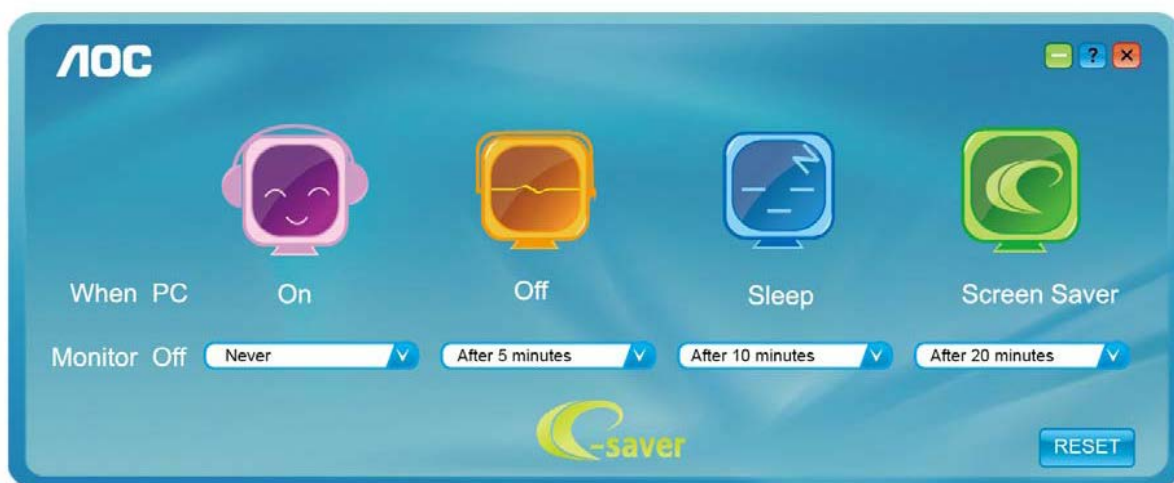 AOC
?
When PC On Off Sleep Screen Saver
Monitor Off Never After 5 minutes After 10 minutes After 20 minutes
e-saver
RESET